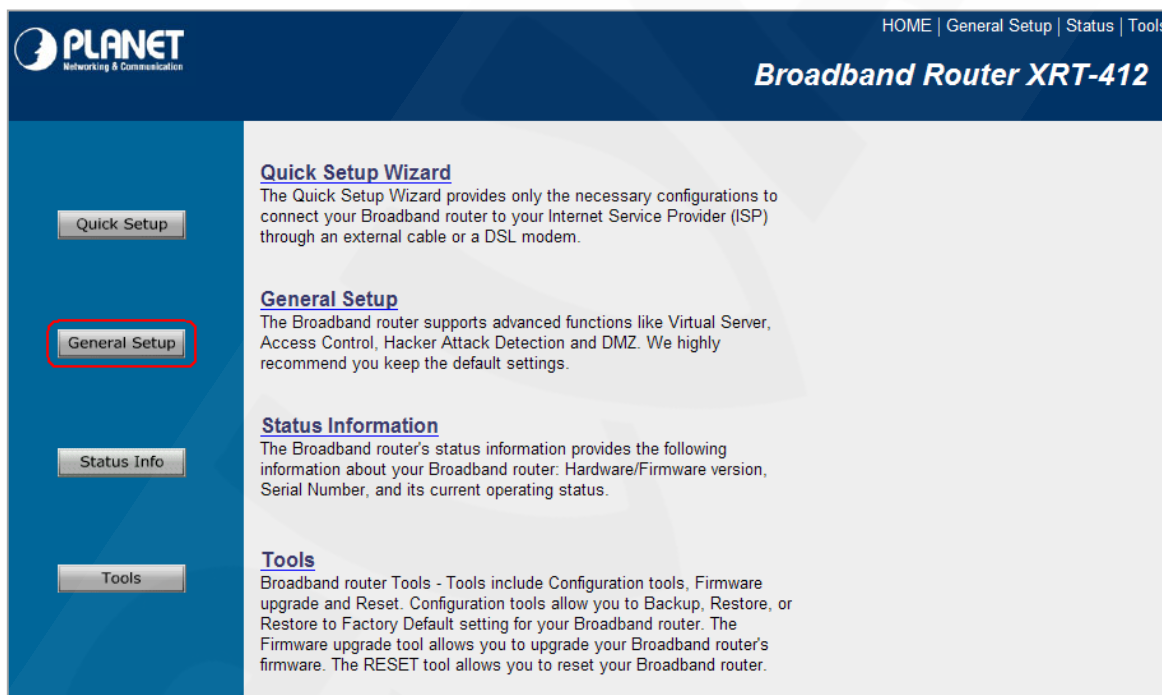 PLANET
Networking & Communication
HOME | General Setup | Status | Tools
Broadband Router XRT-412
Quick Setup
General Setup
Status Info
Tools
Quick Setup Wizard
The Quick Setup Wizard provides only the necessary configurations to
connect your Broadband router to your Internet Service Provider (ISP)
through an external cable or a DSL modem.
General Setup
The Broadband router supports advanced functions like Virtual Server,
Access Control, Hacker Attack Detection and DMZ. We highly
recommend you keep the default settings.
Status Information
The Broadband router's status information provides the following
information about your Broadband router: Hardware/Firmware version,
Serial Number, and its current operating status.
Tools
Broadband router Tools - Tools include Configuration tools, Firmware
upgrade and Reset. Configuration tools allow you to Backup, Restore, or
Restore to Factory Default setting for your Broadband router. The
Firmware upgrade tool allows you to upgrade your Broadband router's
firmware. The RESET tool allows you to reset your Broadband router.